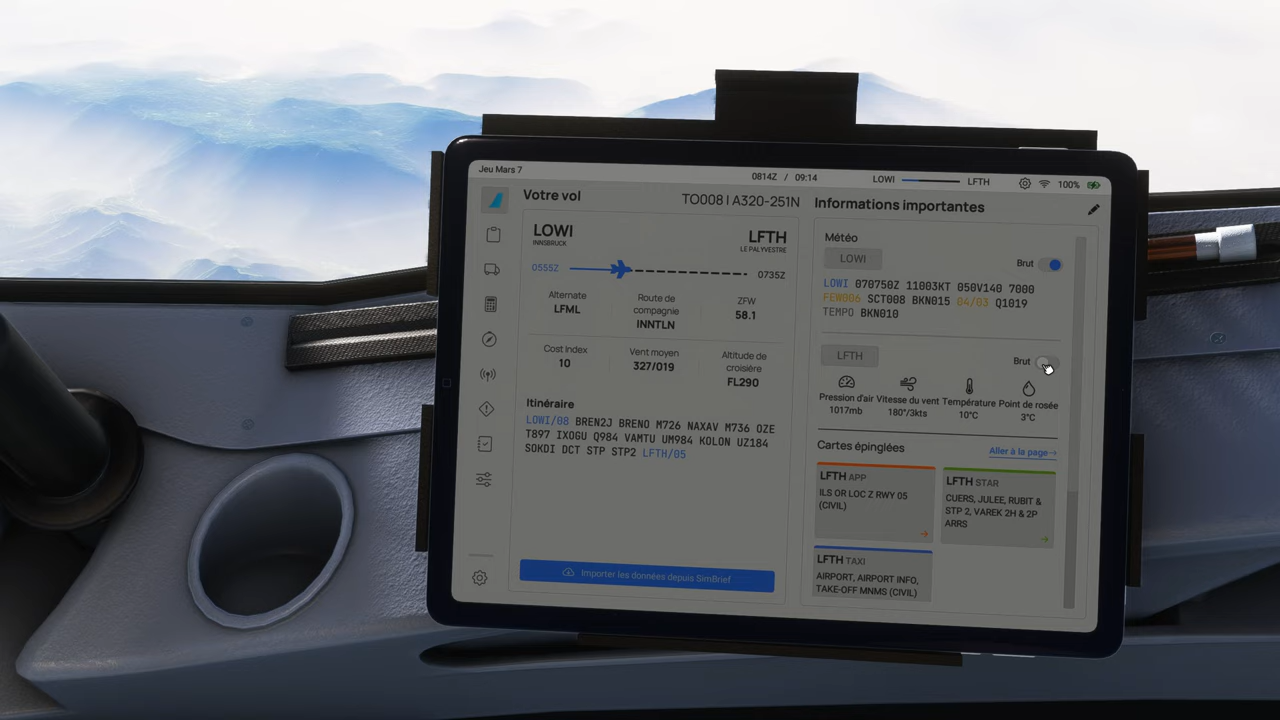 Jeu Mars 7
0814Z / 09:14
LOWI
LFTH
100%
Votre vol
TO008 | A320-251N
LOWI
INNSBRUCK
LFTH
LE PALYVESTRE
0555Z
0735Z
Alternate
LFML
Route de
compagnie
INNTLN
ZFW
58.1
Cost index
10
Vent moyen
327/019
Altitude de
croisière
FL290
Itinéraire
LOWI/08 BREN2J BRENO M726 NAXAV M736 OZE
T897 IXOGU Q984 VAMTU UM984 KOLON UZ184
SOKDI DCT STP STP2 LFTH/05
Importer les données depuis SimBrief
Informations importantes
Météo
LOWI
Brut
LOWI 070750Z 11003KT 050V140 7000
FEW006 SCT008 BKN015 04/03 Q1019
TEMPO BKN010
LFTH
Brut
Pression d'air
1017mb
Vitesse du vent
180°/3kts
Température
10°C
Point de rosée
3°C
Cartes épinglées
Aller à la page
LFTH APP
ILS OR LOC Z RWY 05
(CIVIL)
LFTH STAR
CUERS, JULEE, RUBIT &
STP 2, VAREK 2H & 2P
ARRS
LFTH TAXI
AIRPORT, AIRPORT INFO,
TAKE-OFF MNMS (CIVIL)